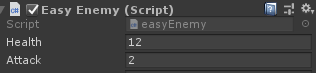 Easy Enemy (Script)
Script easyEnemy
Health 12
Attack 2